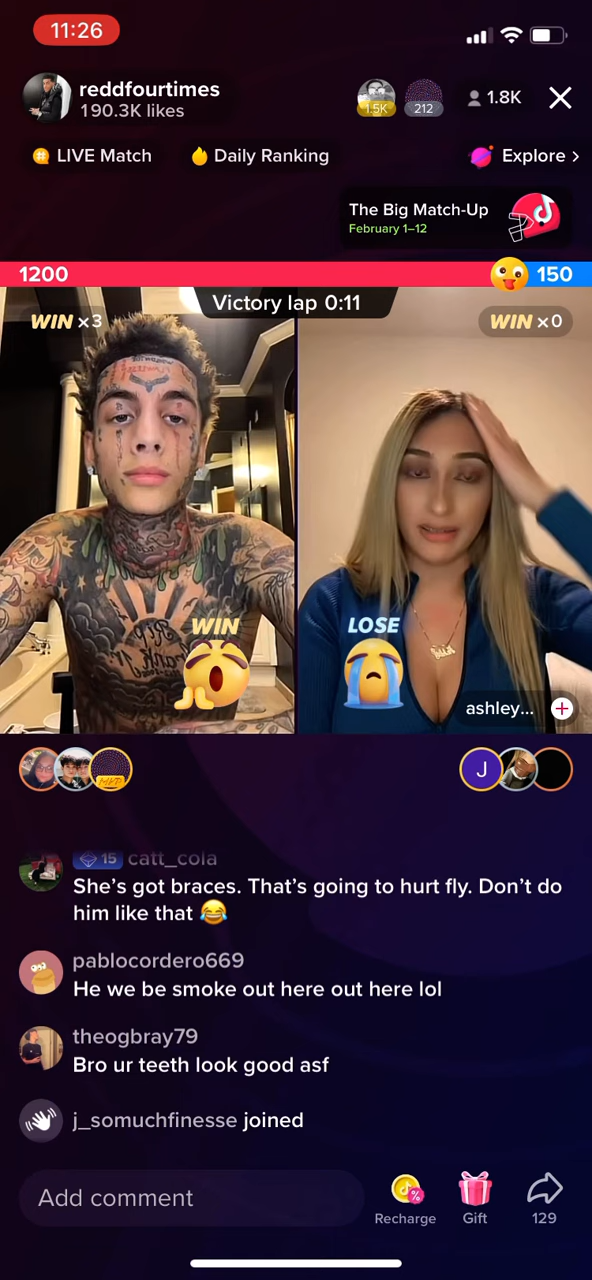 11:26
reddfourtimes
190.3K likes
1.5K
212
1.8K
LIVE Match
Daily Ranking
Explore >
The Big Match-Up
February 1–12
1200
150
Victory lap 0:11
WIN x3
WIN x0
Rip
WIN
LOSE
ashley...
J
15 catt_cola
She's got braces. That's going to hurt fly. Don't do
him like that 😂
pablocordero669
He we be smoke out here out here lol
theogbray79
Bro ur teeth look good asf
j_somuchfinesse joined
Add comment
Recharge
Gift
129